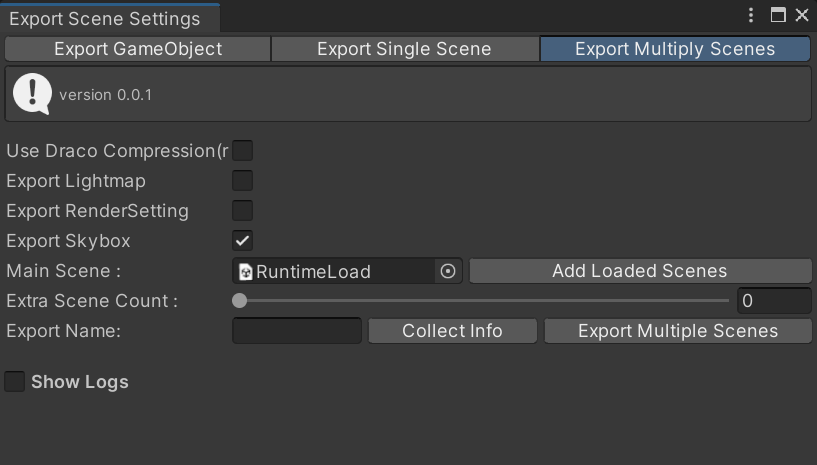 Export Scene Settings
Export GameObject Export Single Scene Export Multiply Scenes
version 0.0.1
Use Draco Compression(r
Export Lightmap
Export RenderSetting
Export Skybox
Main Scene : RuntimeLoad Add Loaded Scenes
Extra Scene Count : 0
Export Name: Collect Info Export Multiple Scenes
Show Logs